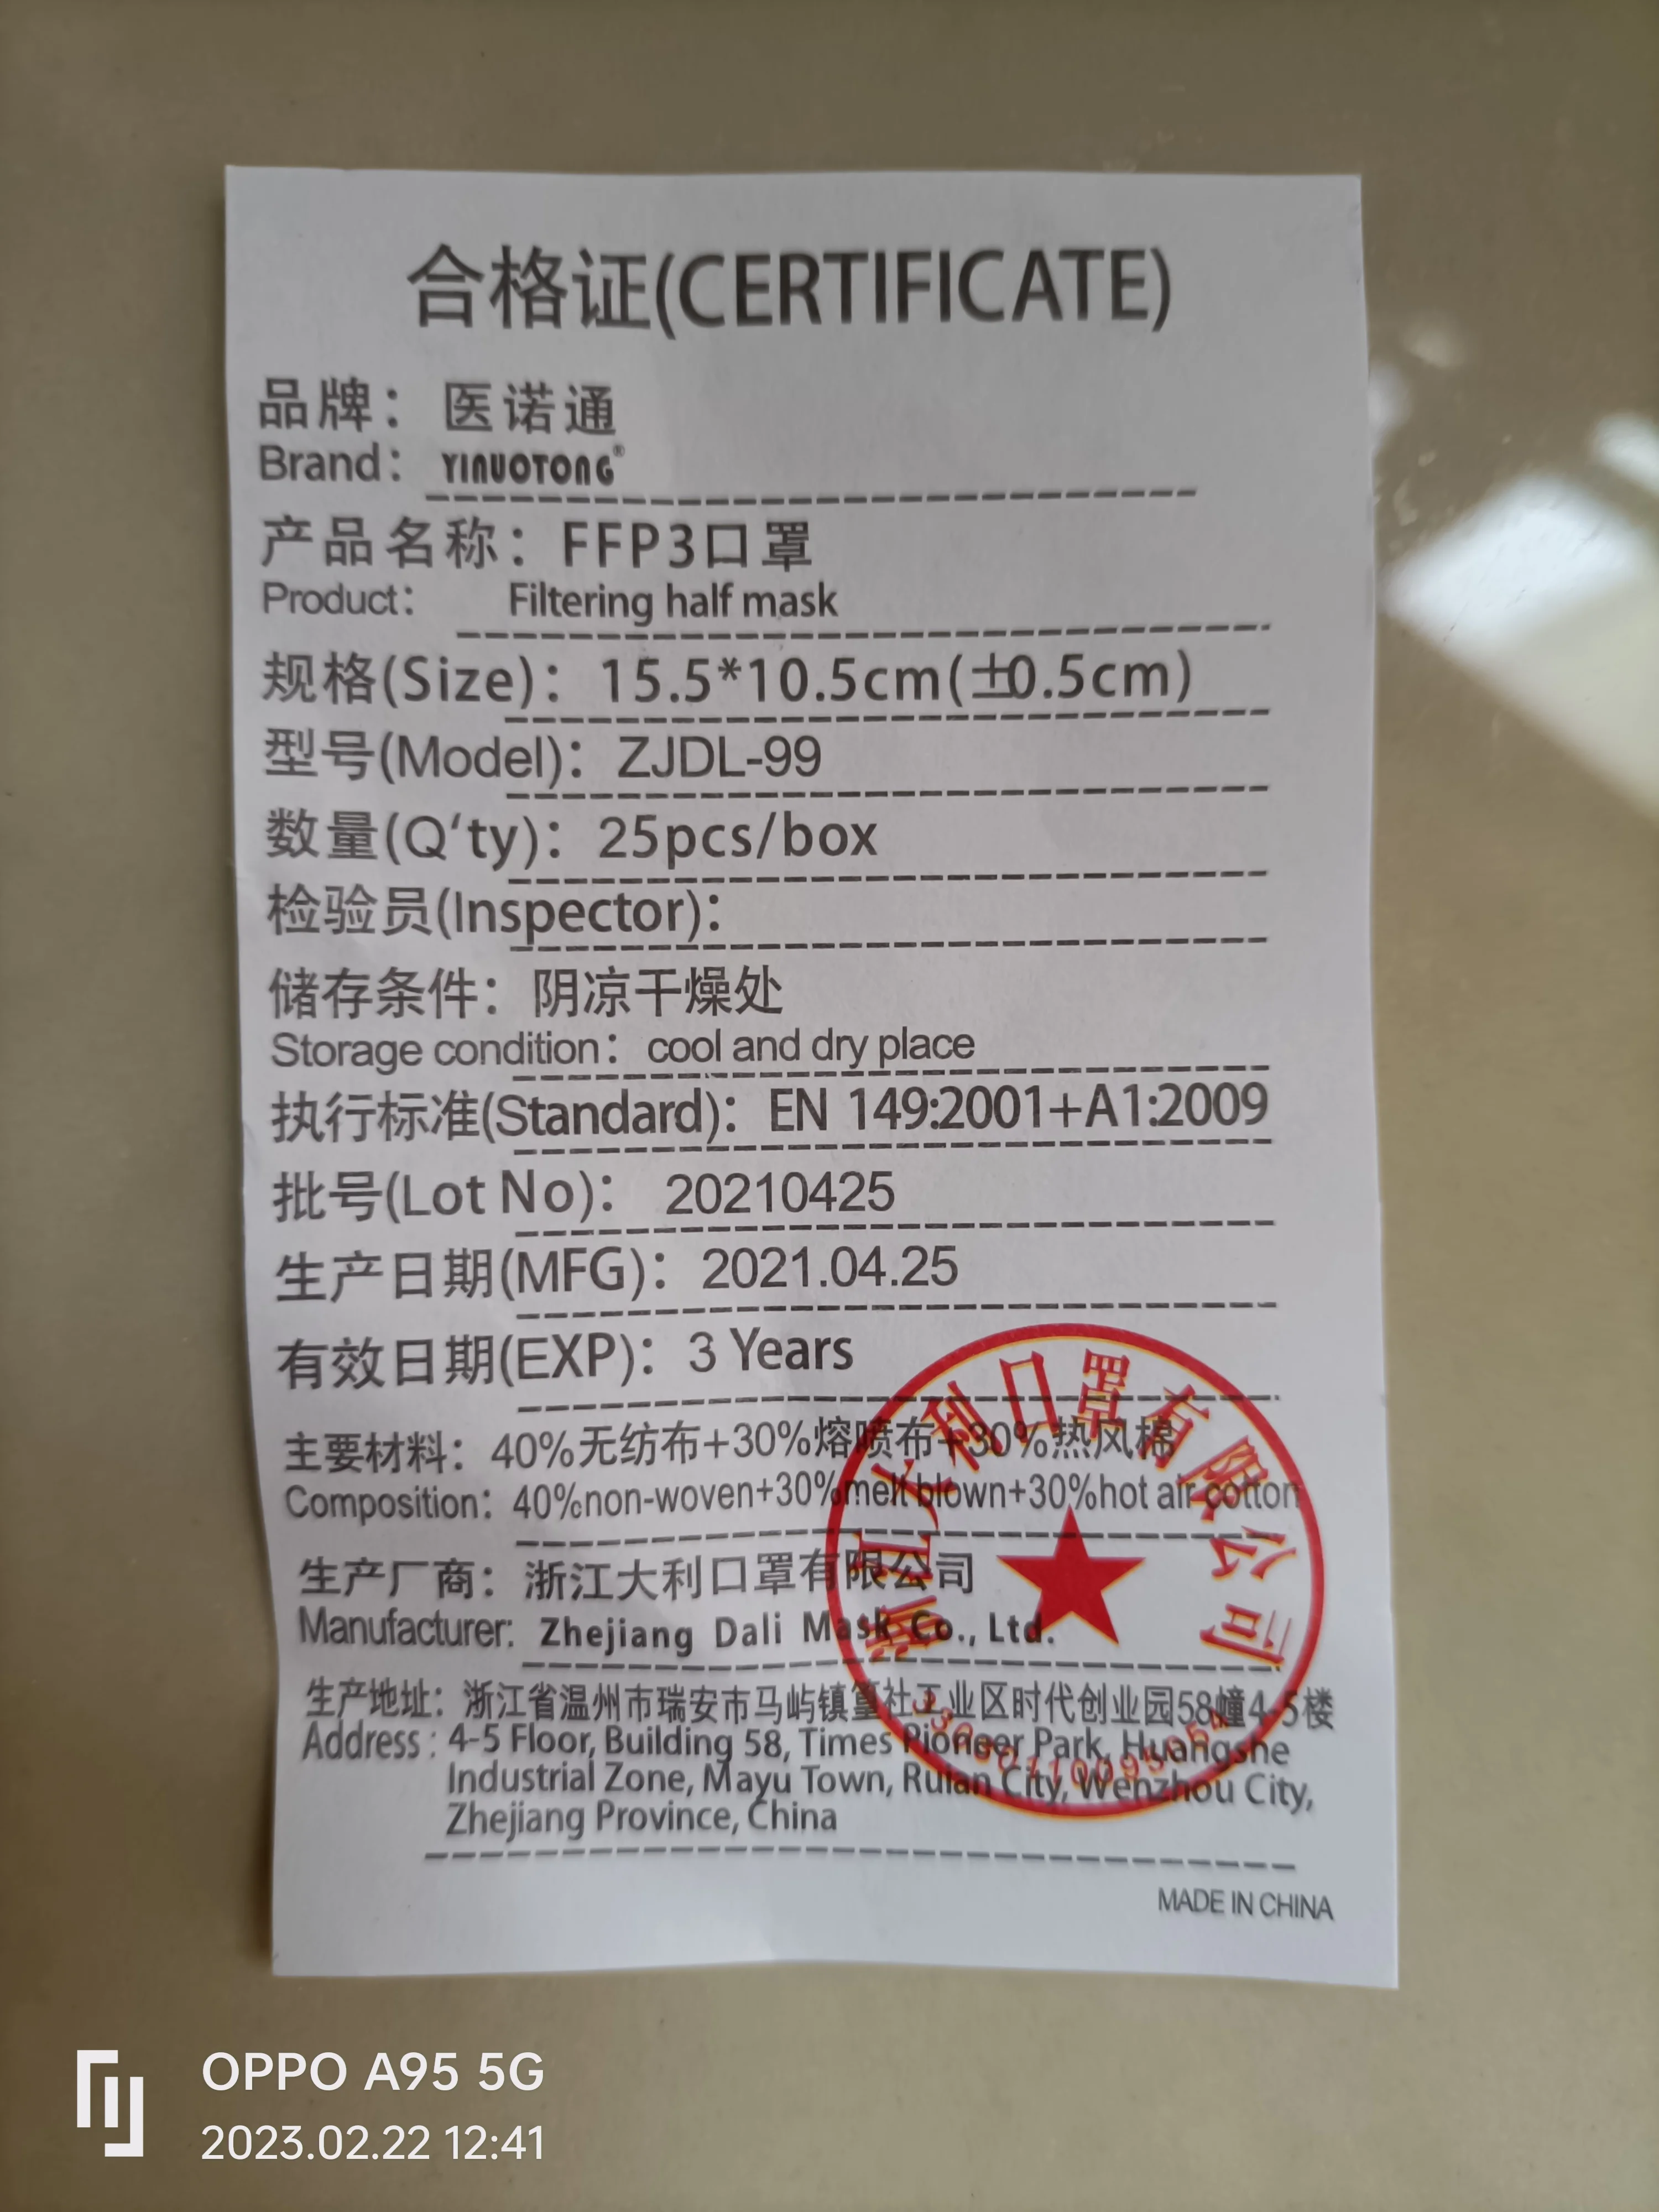 合格证(CERTIFICATE)
品牌：医诺通
Brand: YINUOTONG®
产品名称：FFP3口罩
Product: Filtering half mask
规格(Size)：15.5*10.5cm(±0.5cm)
型号(Model)：ZJDL-99
数量(Q‘ty)：25pcs/box
检验员(Inspector)：
储存条件：阴凉干燥处
Storage condition：cool and dry place
执行标准(Standard)：EN 149:2001+A1:2009
批号(Lot No)：20210425
生产日期(MFG)：2021.04.25
有效日期(EXP)：3 Years
主要材料：40%无纺布+30%熔喷布+30%热风棉
Composition：40%non-woven+30%melt blown+30%hot air cotton
生产厂商：浙江大利口罩有限公司
Manufacturer: Zhejiang Dali Mask Co., Ltd.
生产地址：浙江省温州市瑞安市马屿镇篁社工业区时代创业园58幢4-5楼
Address : 4-5 Floor, Building 58, Times Pioneer Park, Huangshe
Industrial Zone, Mayu Town, Ruian City, Wenzhou City,
Zhejiang Province, China
浙江大利口罩有限公司
MADE IN CHINA
OPPO A95 5G
2023.02.22 12:41